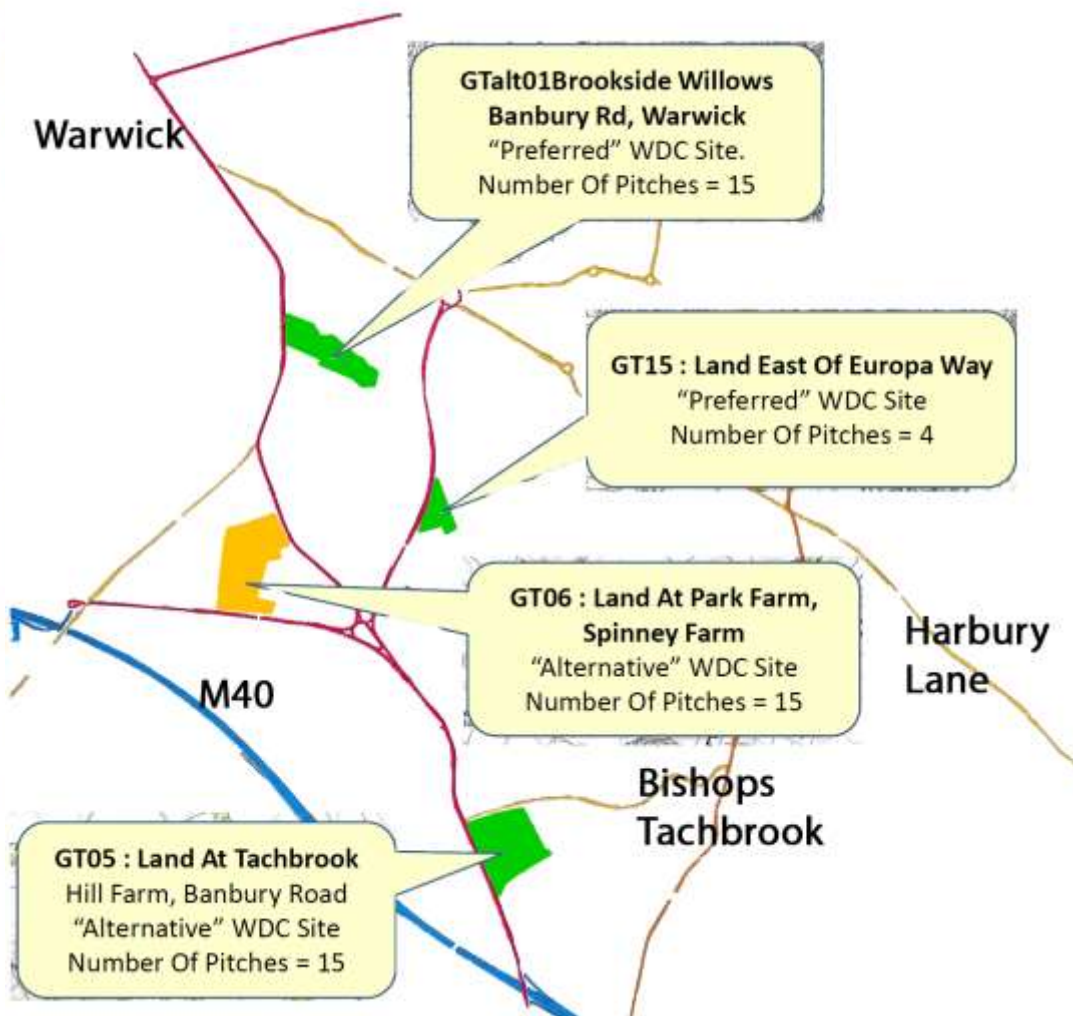 GTalt01Brookside Willows
Banbury Rd, Warwick
“Preferred” WDC Site.
Number Of Pitches = 15
Warwick
GT15 : Land East Of Europa Way
“Preferred” WDC Site
Number Of Pitches = 4
GT06 : Land At Park Farm,
Spinney Farm
“Alternative” WDC Site
Number Of Pitches = 15
Harbury
Lane
M40
Bishops
Tachbrook
GT05 : Land At Tachbrook
Hill Farm, Banbury Road
“Alternative” WDC Site
Number Of Pitches = 15